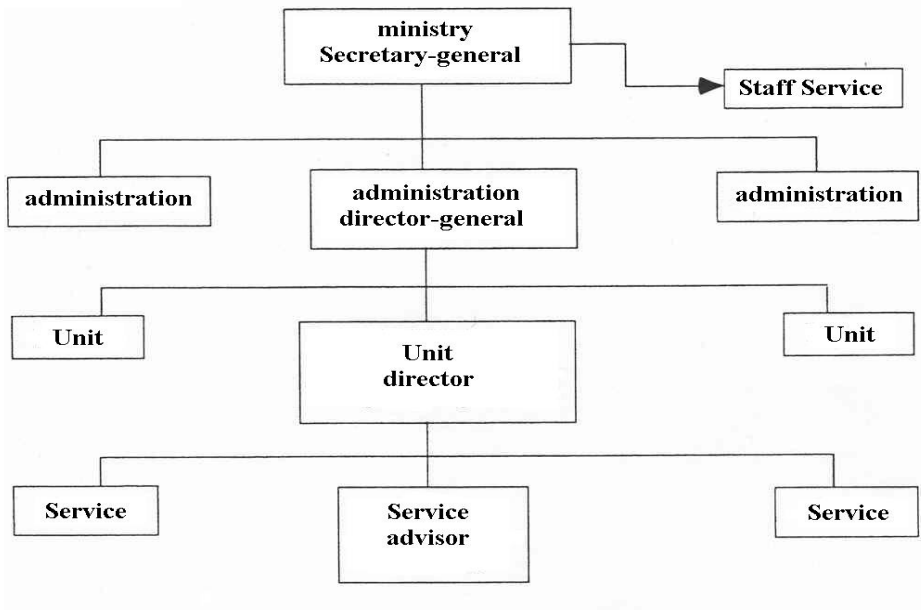 ministry
Secretary-general
Staff Service
administration
administration
director-general
administration
Unit
Unit
director
Unit
Service
Service
advisor
Service